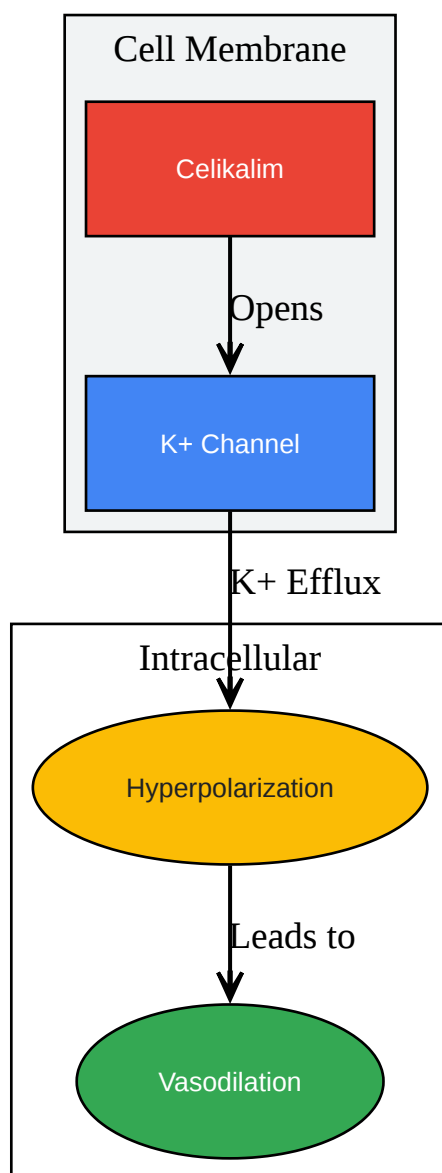 Cell Membrane
Celikalim
Opens
K+ Channel
K+ Efflux
Intracellular
Hyperpolarization
Leads to
Vasodilation